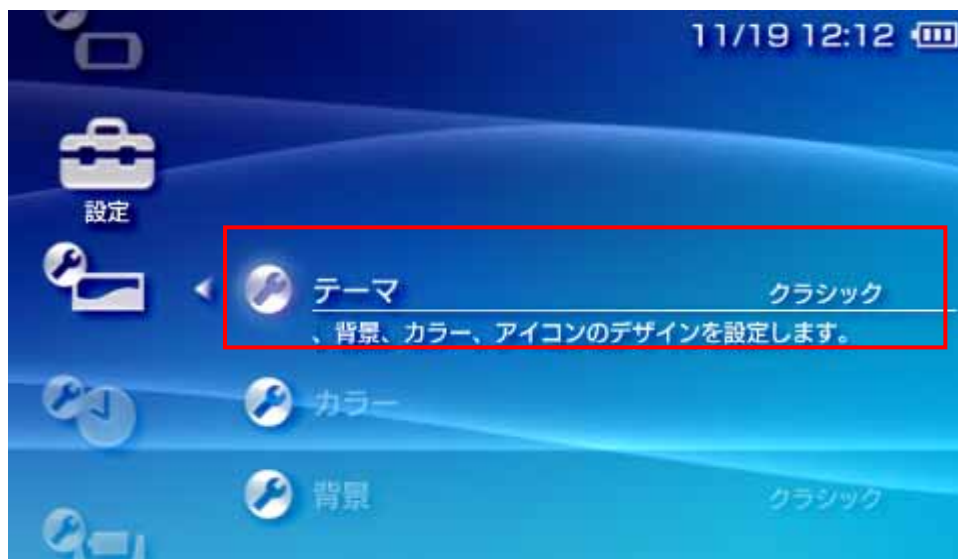 11/19 12:12
設定
テーマ クラシック
、背景、カラー、アイコンのデザインを設定します。
カラー
背景 クラシック